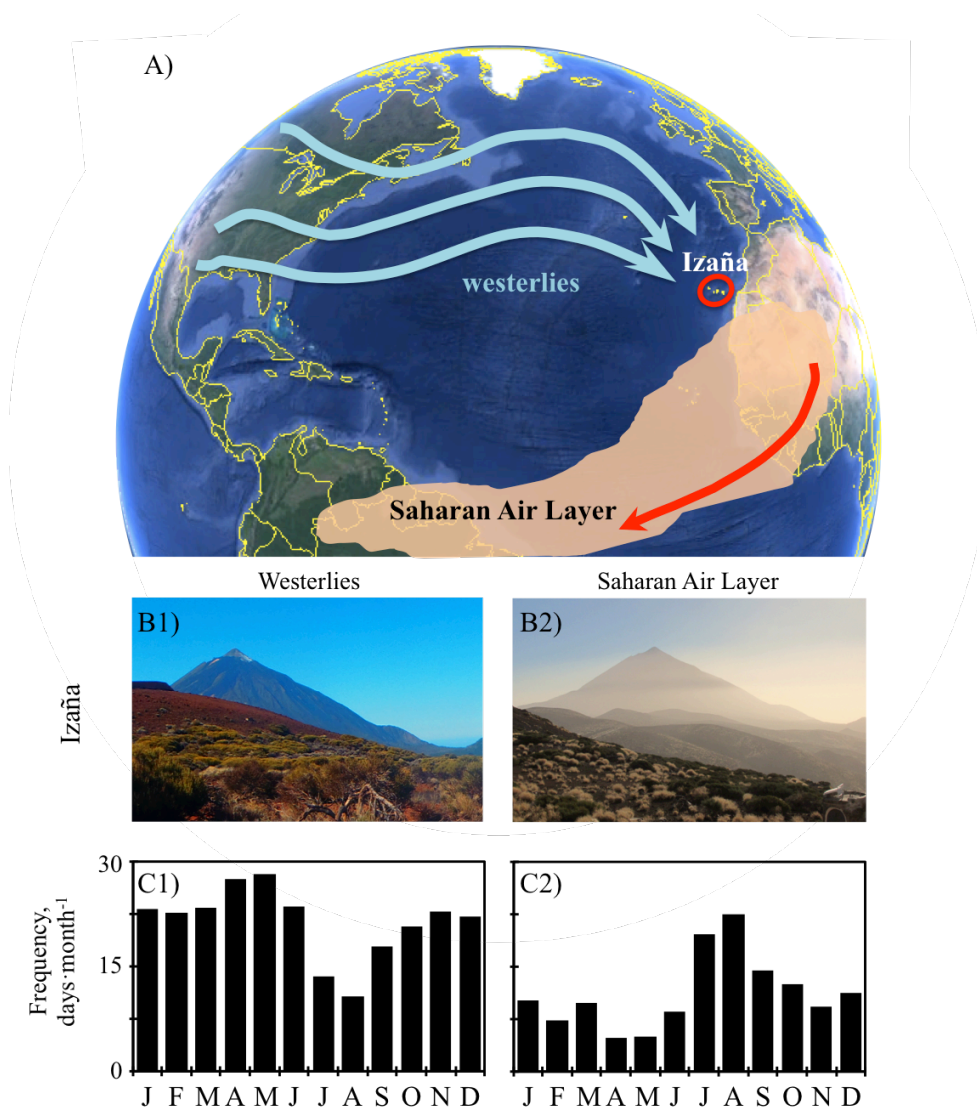 A)
Izaña
westerlies
Saharan Air Layer
Westerlies
Saharan Air Layer
B1)
B2)
Izaña
C1)
C2)
30
15
0
Frequency,
days·month⁻¹
J F M A M J J A S O N D
J F M A M J J A S O N D